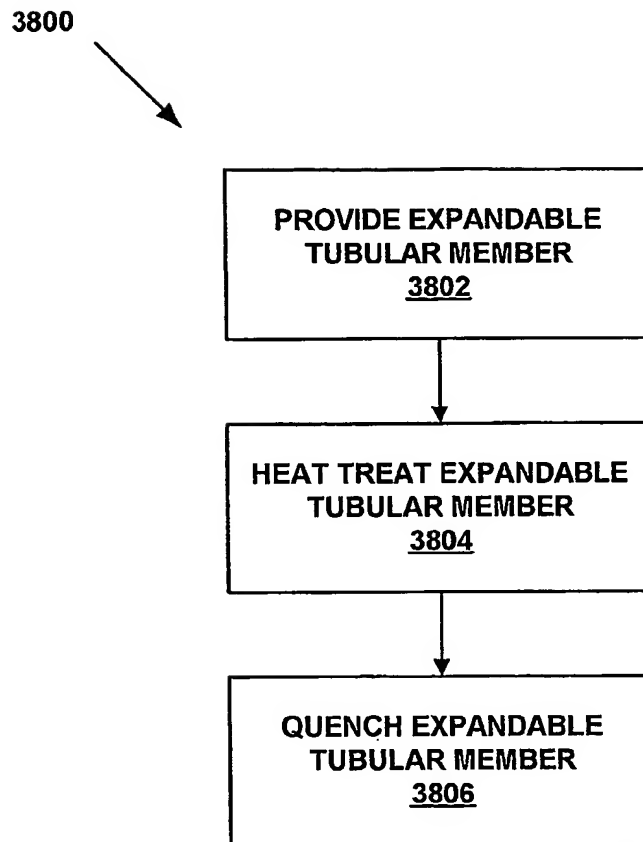 3800
PROVIDE EXPANDABLE
TUBULAR MEMBER
3802
HEAT TREAT EXPANDABLE
TUBULAR MEMBER
3804
QUENCH EXPANDABLE
TUBULAR MEMBER
3806